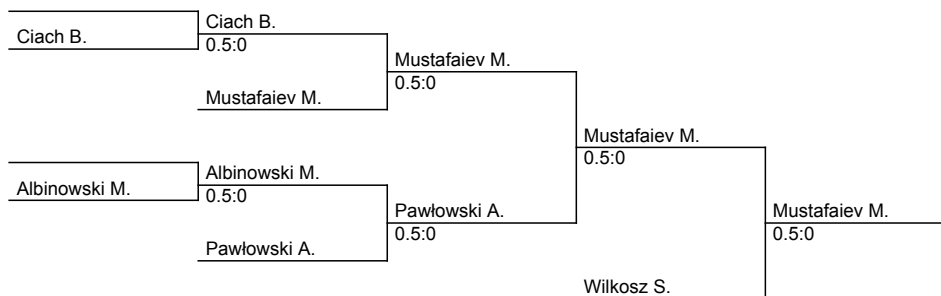 Ciach B.
Ciach B.
0.5:0
Mustafaiev M.
0.5:0
Mustafaiev M.
Mustafaiev M.
0.5:0
Albinowski M.
Albinowski M.
0.5:0
Pawłowski A.
0.5:0
Mustafaiev M.
0.5:0
Pawłowski A.
Wilkosz S.